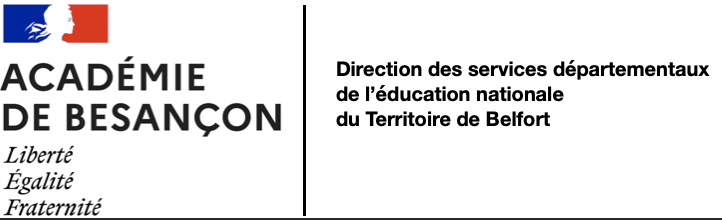 ACADÉMIE
DE BESANÇON
Liberté
Égalité
Fraternité
Direction des services départementaux
de l’éducation nationale
du Territoire de Belfort